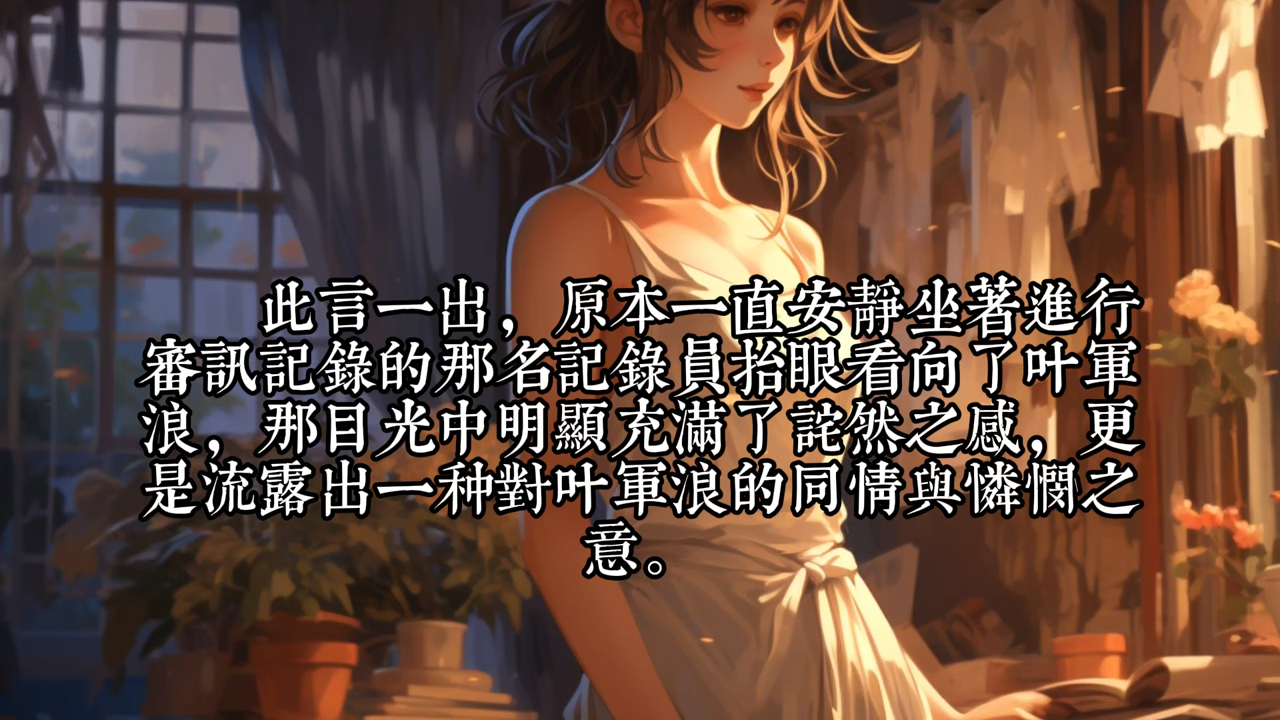 此言一出，原本一直安靜坐著進行
審訊記錄的那名記錄員抬眼看向了叶軍
浪，那目光中明顯充滿了詫然之感，更
是流露出一种對叶軍浪的同情與憐憫之
意。